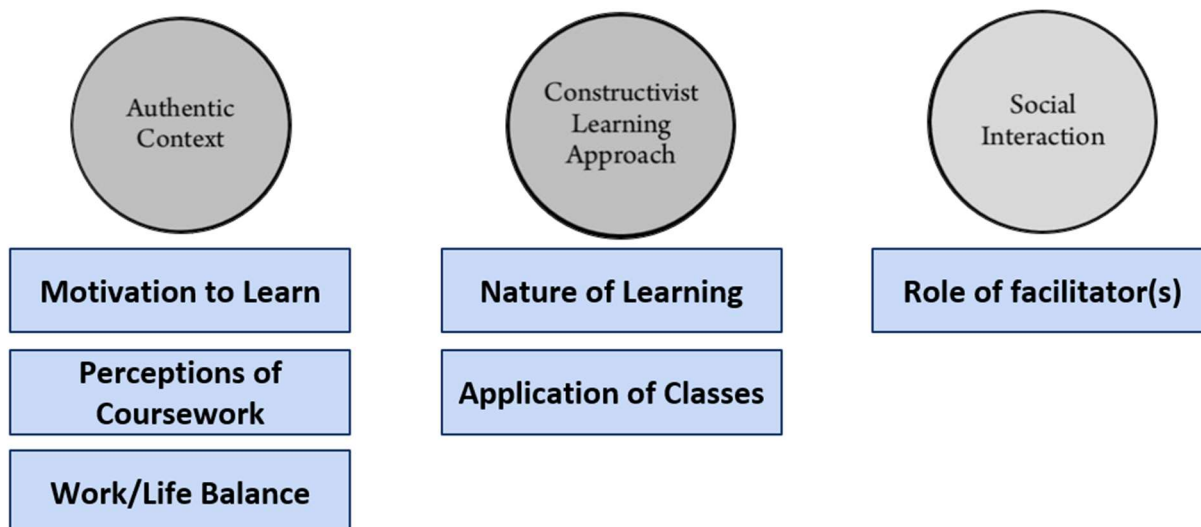 Authentic
Context
Motivation to Learn
Perceptions of
Coursework
Work/Life Balance
Constructivist
Learning
Approach
Nature of Learning
Application of Classes
Social
Interaction
Role of facilitator(s)